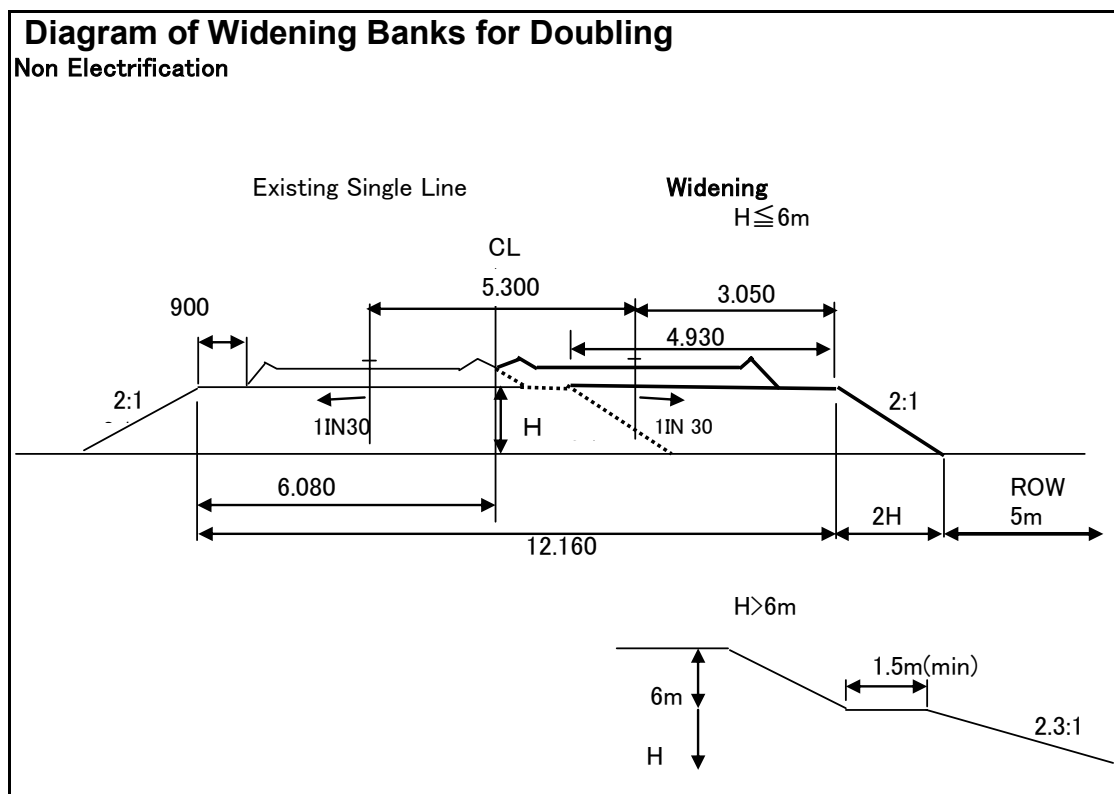 Diagram of Widening Banks for Doubling
Non Electrification
Existing Single Line
Widening
H≦6m
CL
5.300
3.050
900
4.930
2:1
2:1
1IN30
H
1IN 30
6.080
ROW
5m
2H
12.160
H>6m
1.5m(min)
6m
2.3:1
H